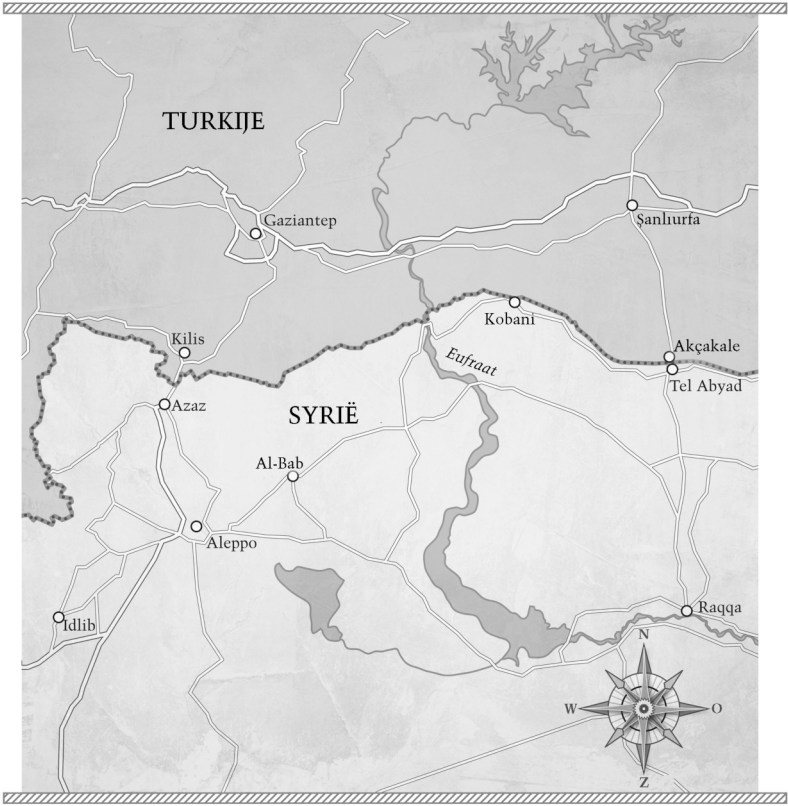 TURKIJE
Gaziantep
Şanlıurfa
Kobani
Kilis
Akçakale
Eufraat
Tel Abyad
Azaz
SYRIË
Al-Bab
Aleppo
Raqqa
Idlib
N
W
O
Z